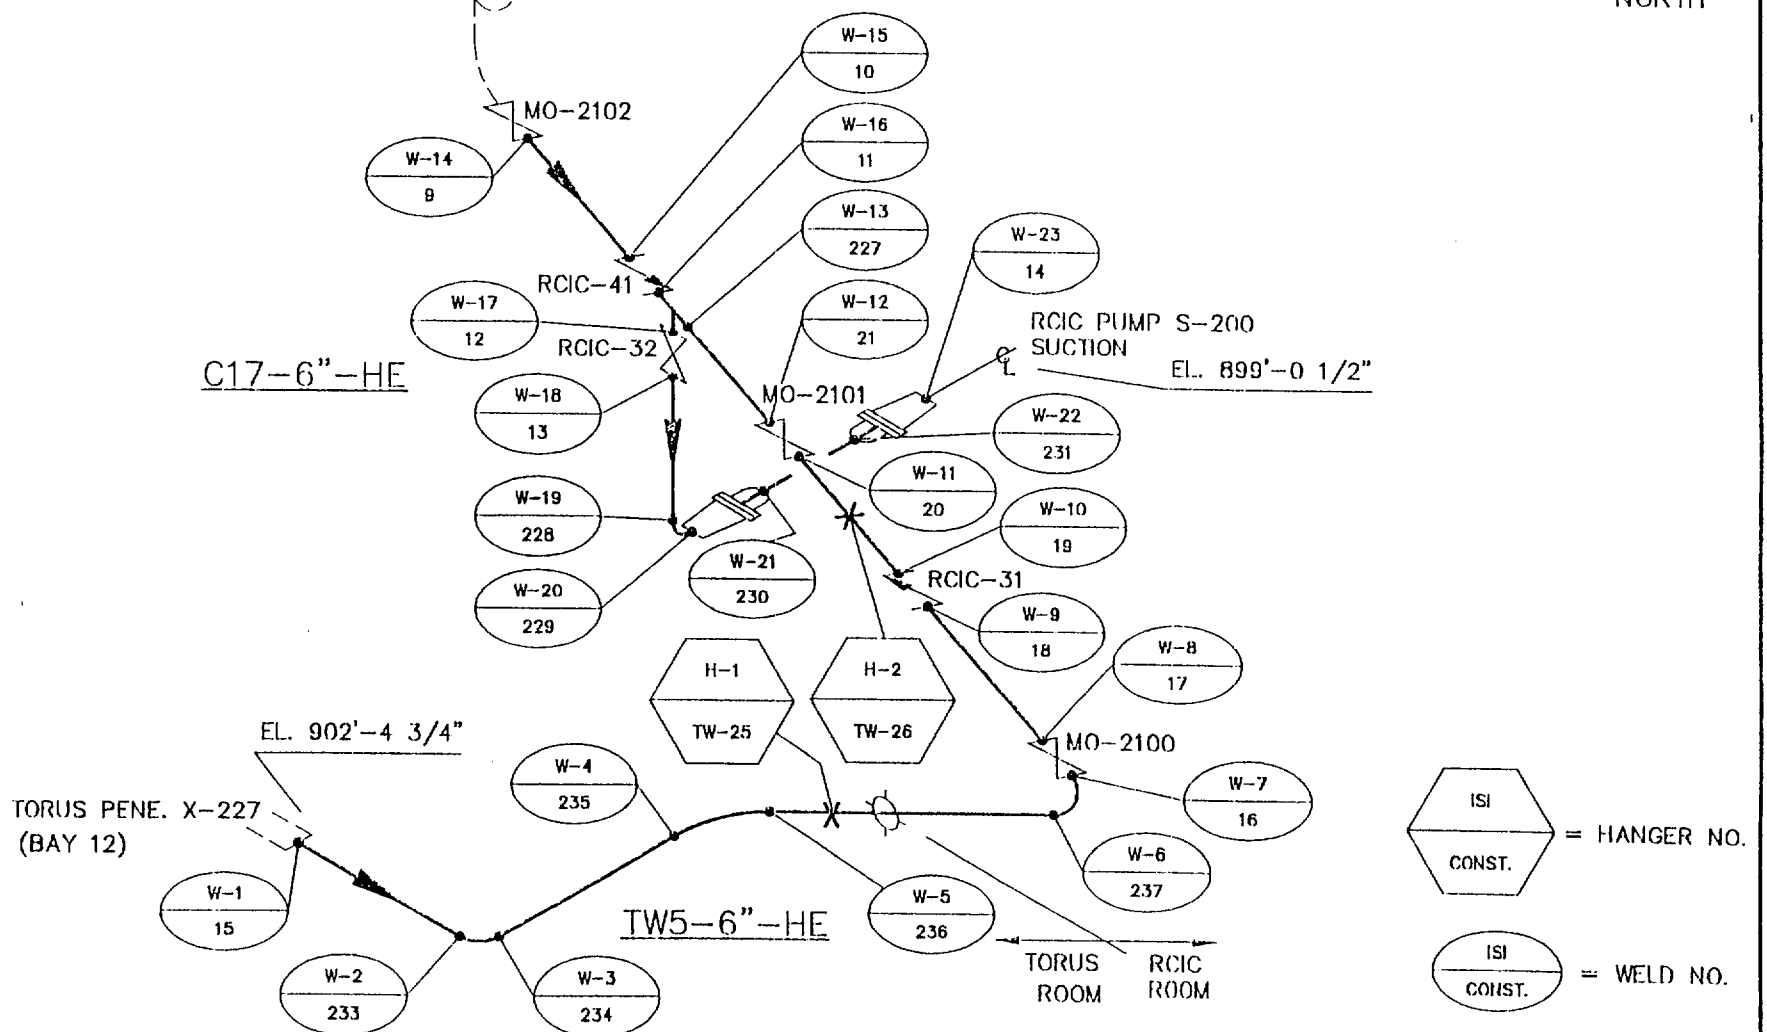 NORTH
W-15
10
MO-2102
W-16
11
W-14
9
W-13
227
W-23
14
RCIC-41
W-17
12
W-12
21
RCIC PUMP S-200
SUCTION
RCIC-32
C17-6"-HE
EL. 899'-0 1/2"
W-18
13
MO-2101
W-22
231
W-11
20
W-19
228
W-10
19
W-21
230
RCIC-31
W-20
229
W-9
18
H-1
TW-25
H-2
TW-26
W-8
17
EL. 902'-4 3/4"
MO-2100
W-4
235
W-7
16
TORUS PENE. X-227
(BAY 12)
ISI
CONST.
= HANGER NO.
W-6
237
W-1
15
W-5
236
TW5-6"-HE
TORUS
ROOM
RCIC
ROOM
W-2
233
W-3
234
ISI
CONST.
= WELD NO.